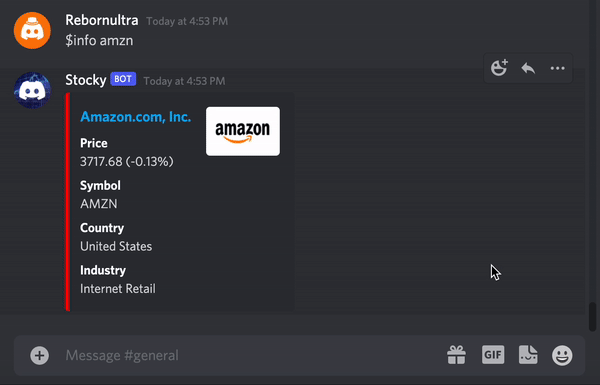 Rebornultra Today at 4:53 PM
$info amzn
Stocky BOT Today at 4:53 PM
Amazon.com, Inc.
amazon
Price
3717.68 (-0.13%)
Symbol
AMZN
Country
United States
Industry
Internet Retail
Message #general
GIF